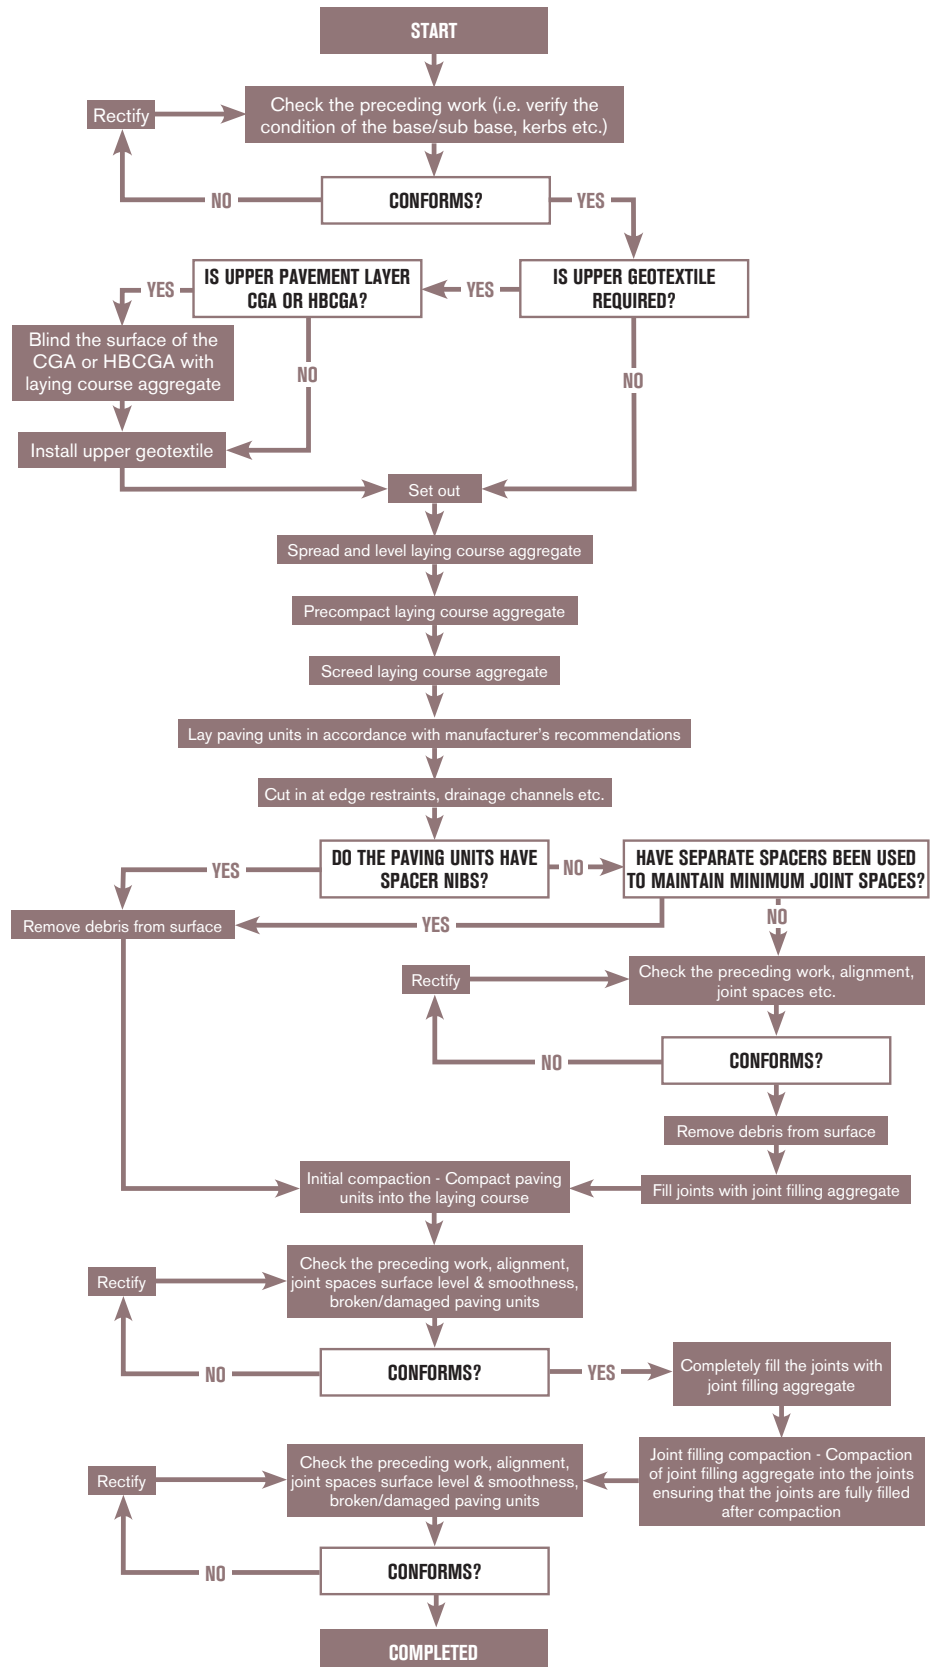 START
Check the preceding work (i.e. verify the
condition of the base/sub base, kerbs etc.)
Rectify
CONFORMS?
NO
YES
IS UPPER GEOTEXTILE
REQUIRED?
YES
IS UPPER PAVEMENT LAYER
CGA OR HBCGA?
YES
NO
NO
Blind the surface of the
CGA or HBCGA with
laying course aggregate
Install upper geotextile
Set out
Spread and level laying course aggregate
Precompact laying course aggregate
Screed laying course aggregate
Lay paving units in accordance with manufacturer's recommendations
Cut in at edge restraints, drainage channels etc.
DO THE PAVING UNITS HAVE
SPACER NIBS?
YES
NO
HAVE SEPARATE SPACERS BEEN USED
TO MAINTAIN MINIMUM JOINT SPACES?
YES
NO
Remove debris from surface
Check the preceding work, alignment,
joint spaces etc.
Rectify
CONFORMS?
NO
Remove debris from surface
Fill joints with joint filling aggregate
Initial compaction - Compact paving
units into the laying course
Check the preceding work, alignment,
joint spaces surface level & smoothness,
broken/damaged paving units
Rectify
CONFORMS?
NO
YES
Completely fill the joints with
joint filling aggregate
Joint filling compaction - Compaction
of joint filling aggregate into the joints
ensuring that the joints are fully filled
after compaction
Check the preceding work, alignment,
joint spaces surface level & smoothness,
broken/damaged paving units
Rectify
CONFORMS?
NO
COMPLETED